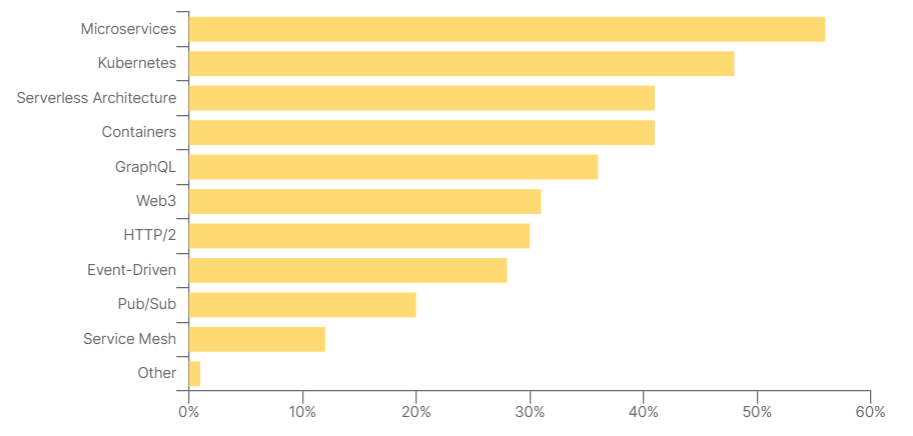 Microservices
Kubernetes
Serverless Architecture
Containers
GraphQL
Web3
HTTP/2
Event-Driven
Pub/Sub
Service Mesh
Other
0% 10% 20% 30% 40% 50% 60%